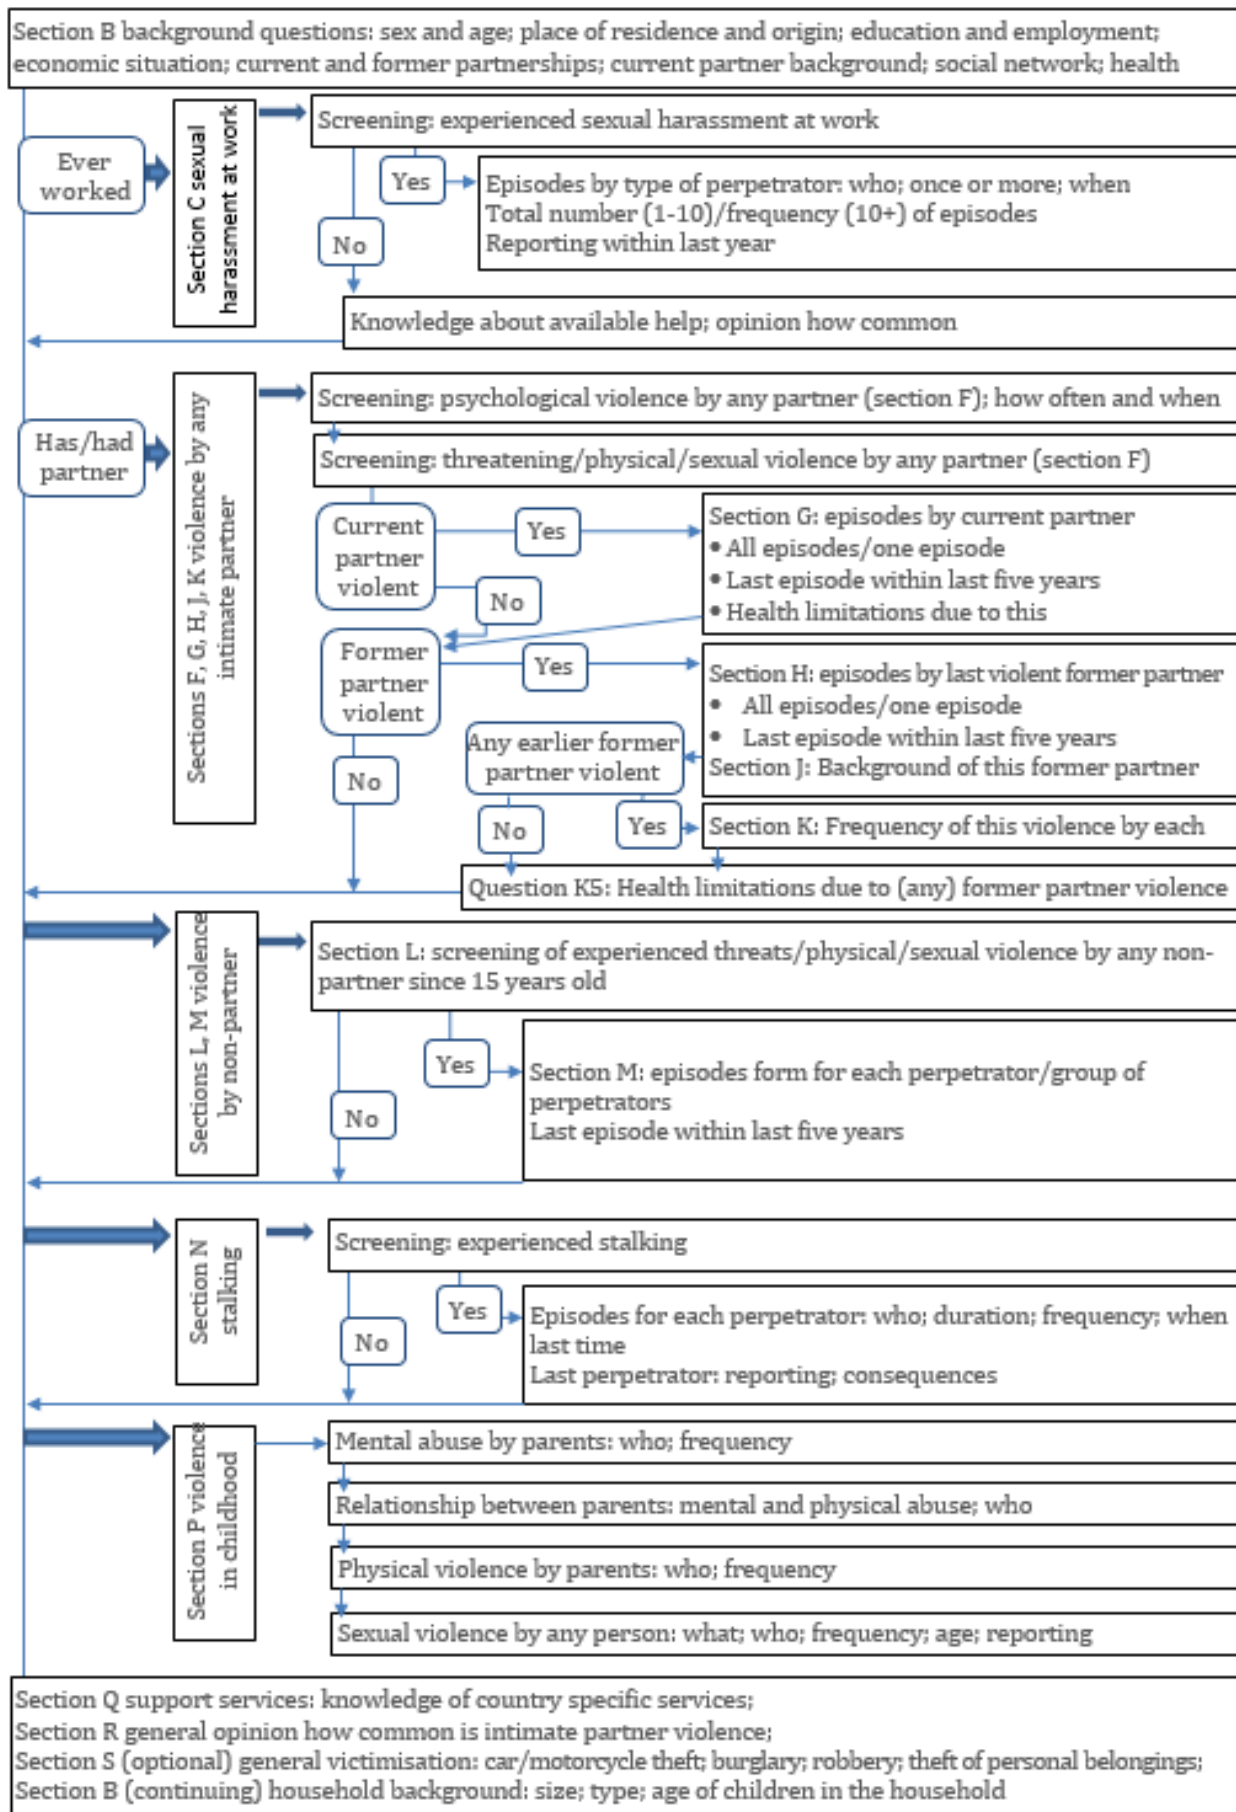 Section B background questions: sex and age; place of residence and origin; education and employment;
economic situation; current and former partnerships; current partner background; social network; health
Ever
worked
Section C sexual
harassment at work
Screening: experienced sexual harassment at work
Yes
Episodes by type of perpetrator: who; once or more; when
Total number (1-10)/frequency (10+) of episodes
Reporting within last year
No
Knowledge about available help; opinion how common
Has/had
partner
Sections F, G, H, J, K violence by any
intimate partner
Screening: psychological violence by any partner (section F); how often and when
Screening: threatening/physical/sexual violence by any partner (section F)
Current
partner
violent
Yes
No
Section G: episodes by current partner
• All episodes/one episode
• Last episode within last five years
• Health limitations due to this
Former
partner
violent
Yes
No
Section H: episodes by last violent former partner
• All episodes/one episode
• Last episode within last five years
Section J: Background of this former partner
Any earlier former
partner violent
No
Yes
Section K: Frequency of this violence by each
Question K5: Health limitations due to (any) former partner violence
Sections L, M violence
by non-partner
Section L: screening of experienced threats/physical/sexual violence by any non-
partner since 15 years old
Yes
No
Section M: episodes form for each perpetrator/group of
perpetrators
Last episode within last five years
Section N
stalking
Screening: experienced stalking
Yes
No
Episodes for each perpetrator: who; duration; frequency; when
last time
Last perpetrator: reporting; consequences
Section P violence
in childhood
Mental abuse by parents: who; frequency
Relationship between parents: mental and physical abuse; who
Physical violence by parents: who; frequency
Sexual violence by any person: what; who; frequency; age; reporting
Section Q support services: knowledge of country specific services;
Section R general opinion how common is intimate partner violence;
Section S (optional) general victimisation: car/motorcycle theft; burglary; robbery; theft of personal belongings;
Section B (continuing) household background: size; type; age of children in the household